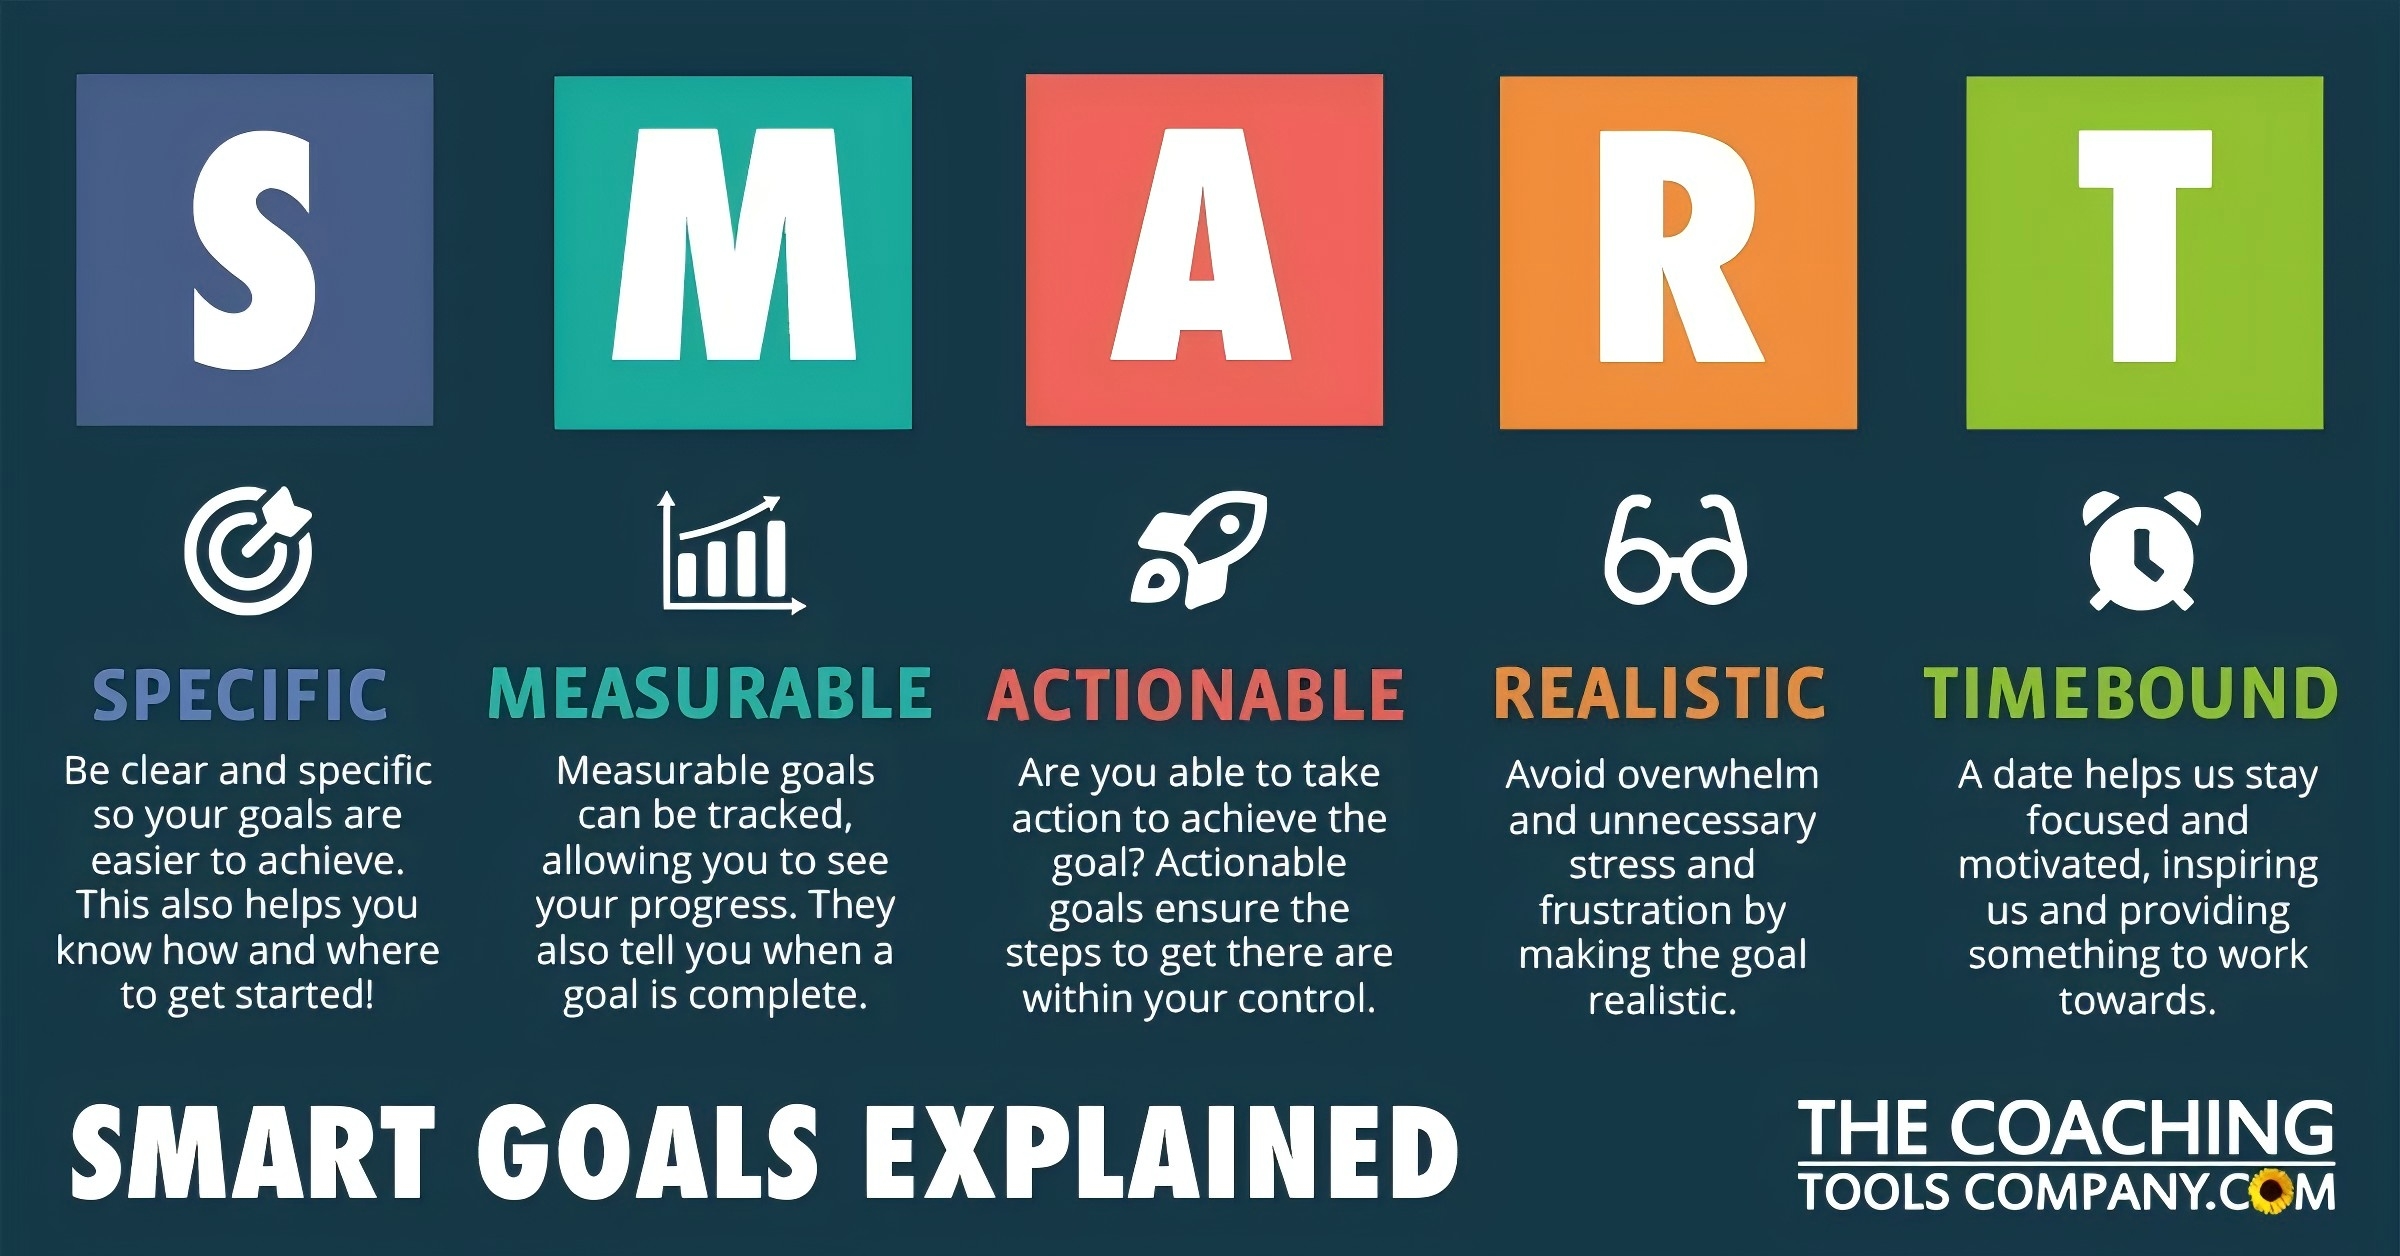 S
M
A
R
T
SPECIFIC
Be clear and specific
so your goals are
easier to achieve.
This also helps you
know how and where
to get started!
MEASURABLE
Measurable goals
can be tracked,
allowing you to see
your progress. They
also tell you when a
goal is complete.
ACTIONABLE
Are you able to take
action to achieve the
goal? Actionable
goals ensure the
steps to get there are
within your control.
REALISTIC
Avoid overwhelm
and unnecessary
stress and
frustration by
making the goal
realistic.
TIMEBOUND
A date helps us stay
focused and
motivated, inspiring
us and providing
something to work
towards.
SMART GOALS EXPLAINED
THE COACHING
TOOLS COMPANY.COM